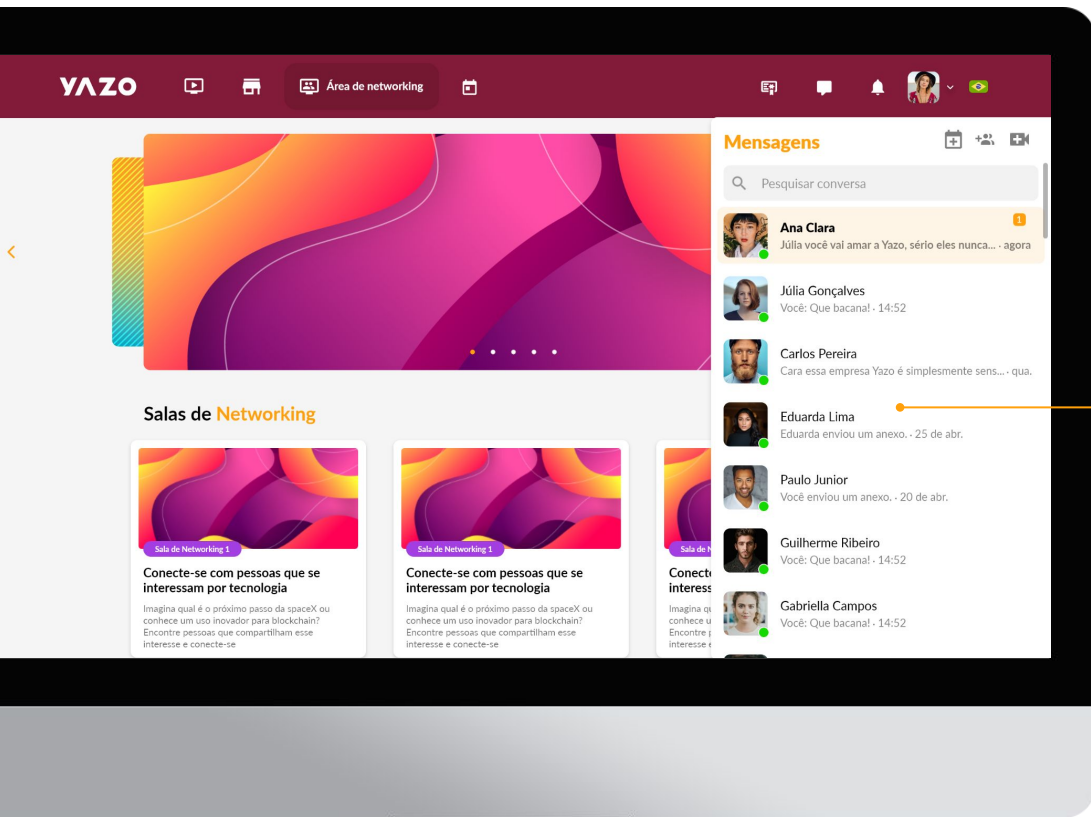 YAZO
Área de networking
Mensagens
Pesquisar conversa
1
Ana Clara
Júlia você vai amar a Yazo, sério eles nunca... · agora
Júlia Gonçalves
Você: Que bacana! · 14:52
Carlos Pereira
Cara essa empresa Yazo é simplesmente sens... · qua.
Eduarda Lima
Eduarda enviou um anexo. · 25 de abr.
Paulo Junior
Você enviou um anexo. · 20 de abr.
Guilherme Ribeiro
Você: Que bacana! · 14:52
Gabriella Campos
Você: Que bacana! · 14:52
Salas de Networking
Sala de Networking 1
Conecte-se com pessoas que se
interessam por tecnologia
Imagina qual é o próximo passo da spaceX ou
conhece um uso inovador para blockchain?
Encontre pessoas que compartilham esse
interesse e conecte-se
Sala de Networking 1
Conecte-se com pessoas que se
interessam por tecnologia
Imagina qual é o próximo passo da spaceX ou
conhece um uso inovador para blockchain?
Encontre pessoas que compartilham esse
interesse e conecte-se
Sala de
Imagina
conhece
Encontre
interesse